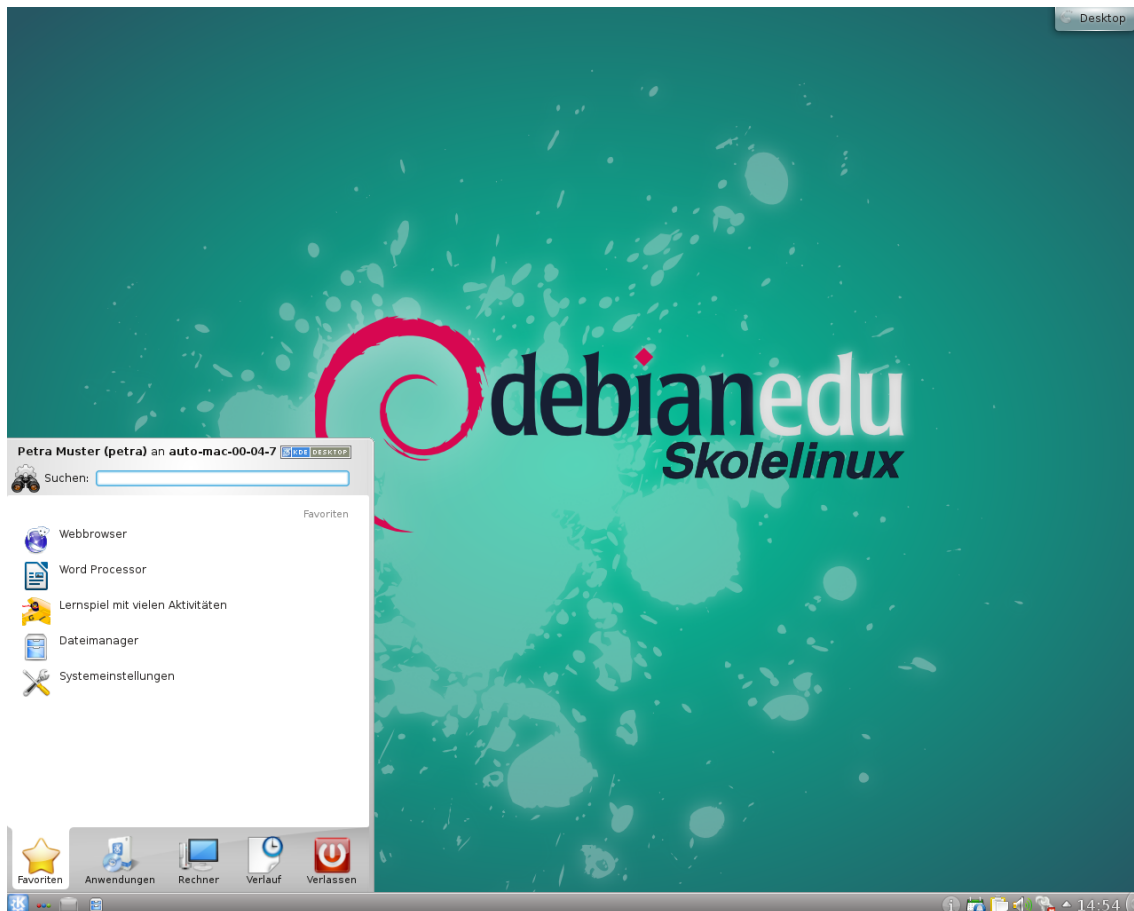 Desktop
debianedu
Skolelinux
Petra Muster (petra) an auto-mac-00-04-7 KDE DESKTOP
Suchen:
Favoriten
Webbrowser
Word Processor
Lernspiel mit vielen Aktivitäten
Dateimanager
Systemeinstellungen
Favoriten Anwendungen Rechner Verlauf Verlassen
14:54